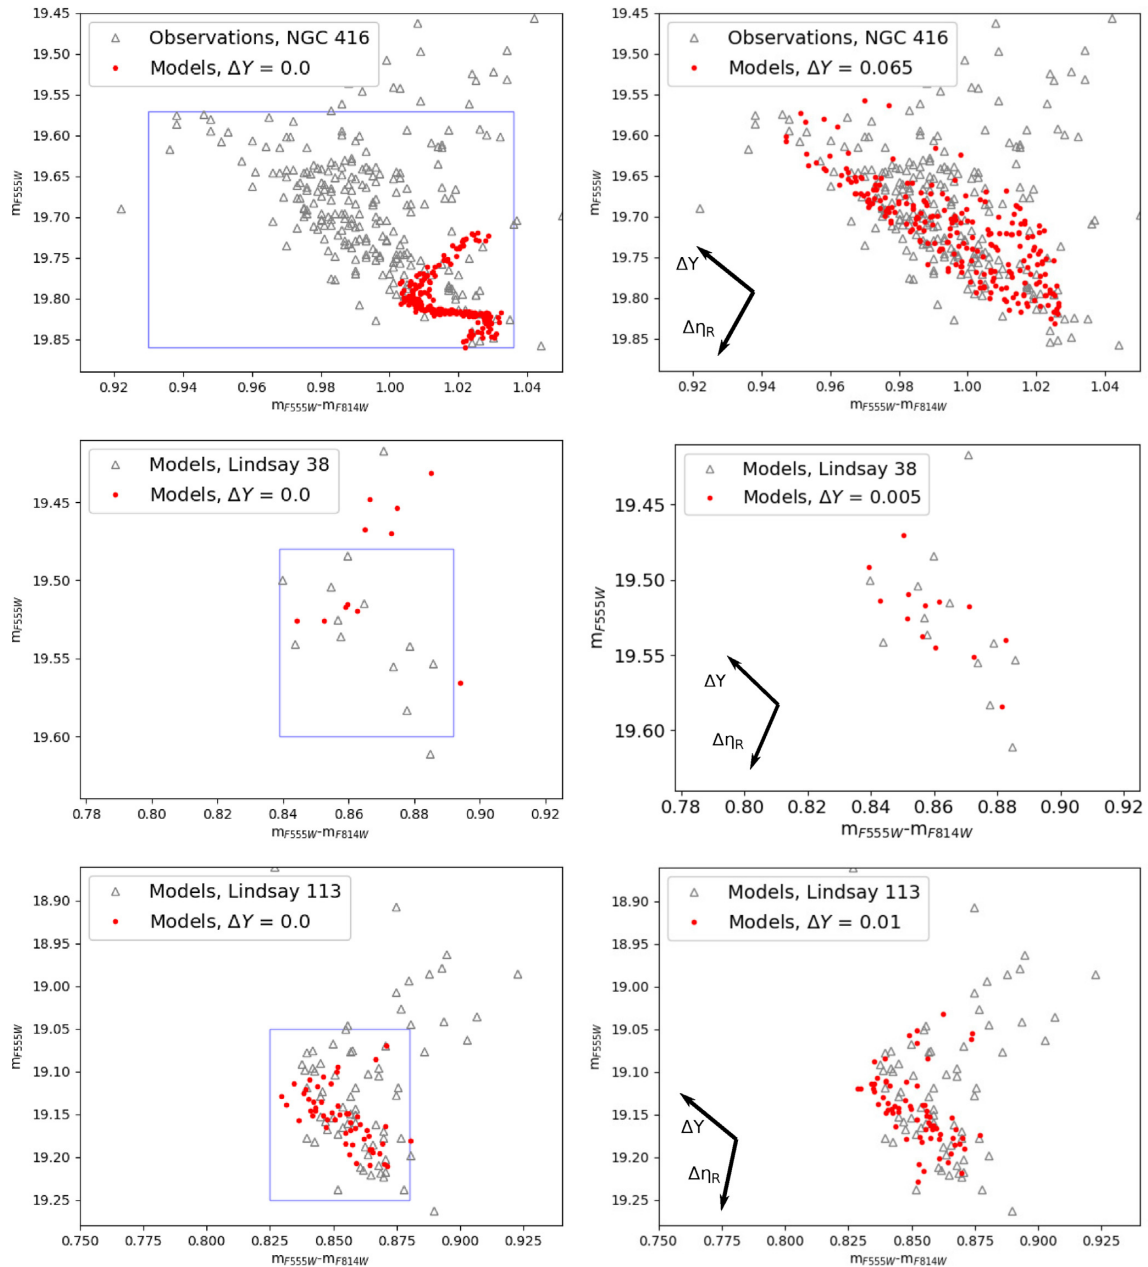 Observations, NGC 416
Models, ΔY = 0.0
19.45
19.50
19.55
19.60
19.65
19.70
19.75
19.80
19.85
m_F555W
0.92 0.94 0.96 0.98 1.00 1.02 1.04
m_F555W-m_F814W
Observations, NGC 416
Models, ΔY = 0.065
19.45
19.50
19.55
19.60
19.65
19.70
19.75
19.80
19.85
m_F555W
ΔY
Δη_R
0.92 0.94 0.96 0.98 1.00 1.02 1.04
m_F555W-m_F814W
Models, Lindsay 38
Models, ΔY = 0.0
19.45
19.50
19.55
19.60
m_F555W
0.78 0.80 0.82 0.84 0.86 0.88 0.90 0.92
m_F555W-m_F814W
Models, Lindsay 38
Models, ΔY = 0.005
19.45
19.50
19.55
19.60
m_F555W
ΔY
Δη_R
0.78 0.80 0.82 0.84 0.86 0.88 0.90 0.92
m_F555W-m_F814W
Models, Lindsay 113
Models, ΔY = 0.0
18.90
18.95
19.00
19.05
19.10
19.15
19.20
19.25
m_F555W
0.750 0.775 0.800 0.825 0.850 0.875 0.900 0.925
m_F555W-m_F814W
Models, Lindsay 113
Models, ΔY = 0.01
18.90
18.95
19.00
19.05
19.10
19.15
19.20
19.25
m_F555W
ΔY
Δη_R
0.750 0.775 0.800 0.825 0.850 0.875 0.900 0.925
m_F555W-m_F814W